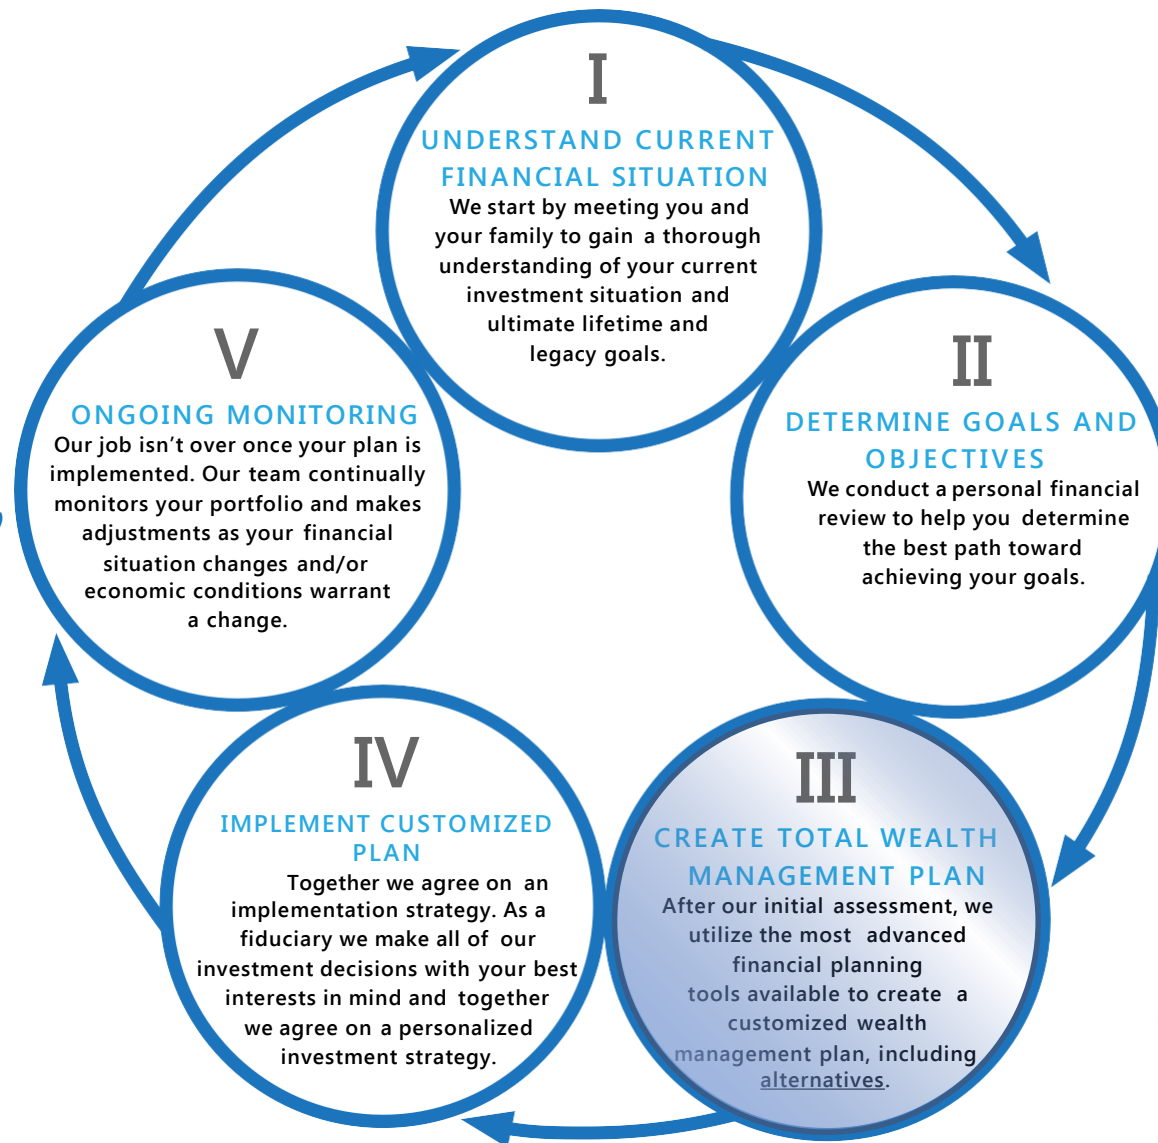 I
UNDERSTAND CURRENT
FINANCIAL SITUATION
We start by meeting you and
your family to gain a thorough
understanding of your current
investment situation and
ultimate lifetime and
legacy goals.
II
DETERMINE GOALS AND
OBJECTIVES
We conduct a personal financial
review to help you determine
the best path toward
achieving your goals.
III
CREATE TOTAL WEALTH
MANAGEMENT PLAN
After our initial assessment, we
utilize the most advanced
financial planning
tools available to create a
customized wealth
management plan, including
alternatives.
IV
IMPLEMENT CUSTOMIZED
PLAN
Together we agree on an
implementation strategy. As a
fiduciary we make all of our
investment decisions with your best
interests in mind and together
we agree on a personalized
investment strategy.
V
ONGOING MONITORING
Our job isn't over once your plan is
implemented. Our team continually
monitors your portfolio and makes
adjustments as your financial
situation changes and/or
economic conditions warrant
a change.